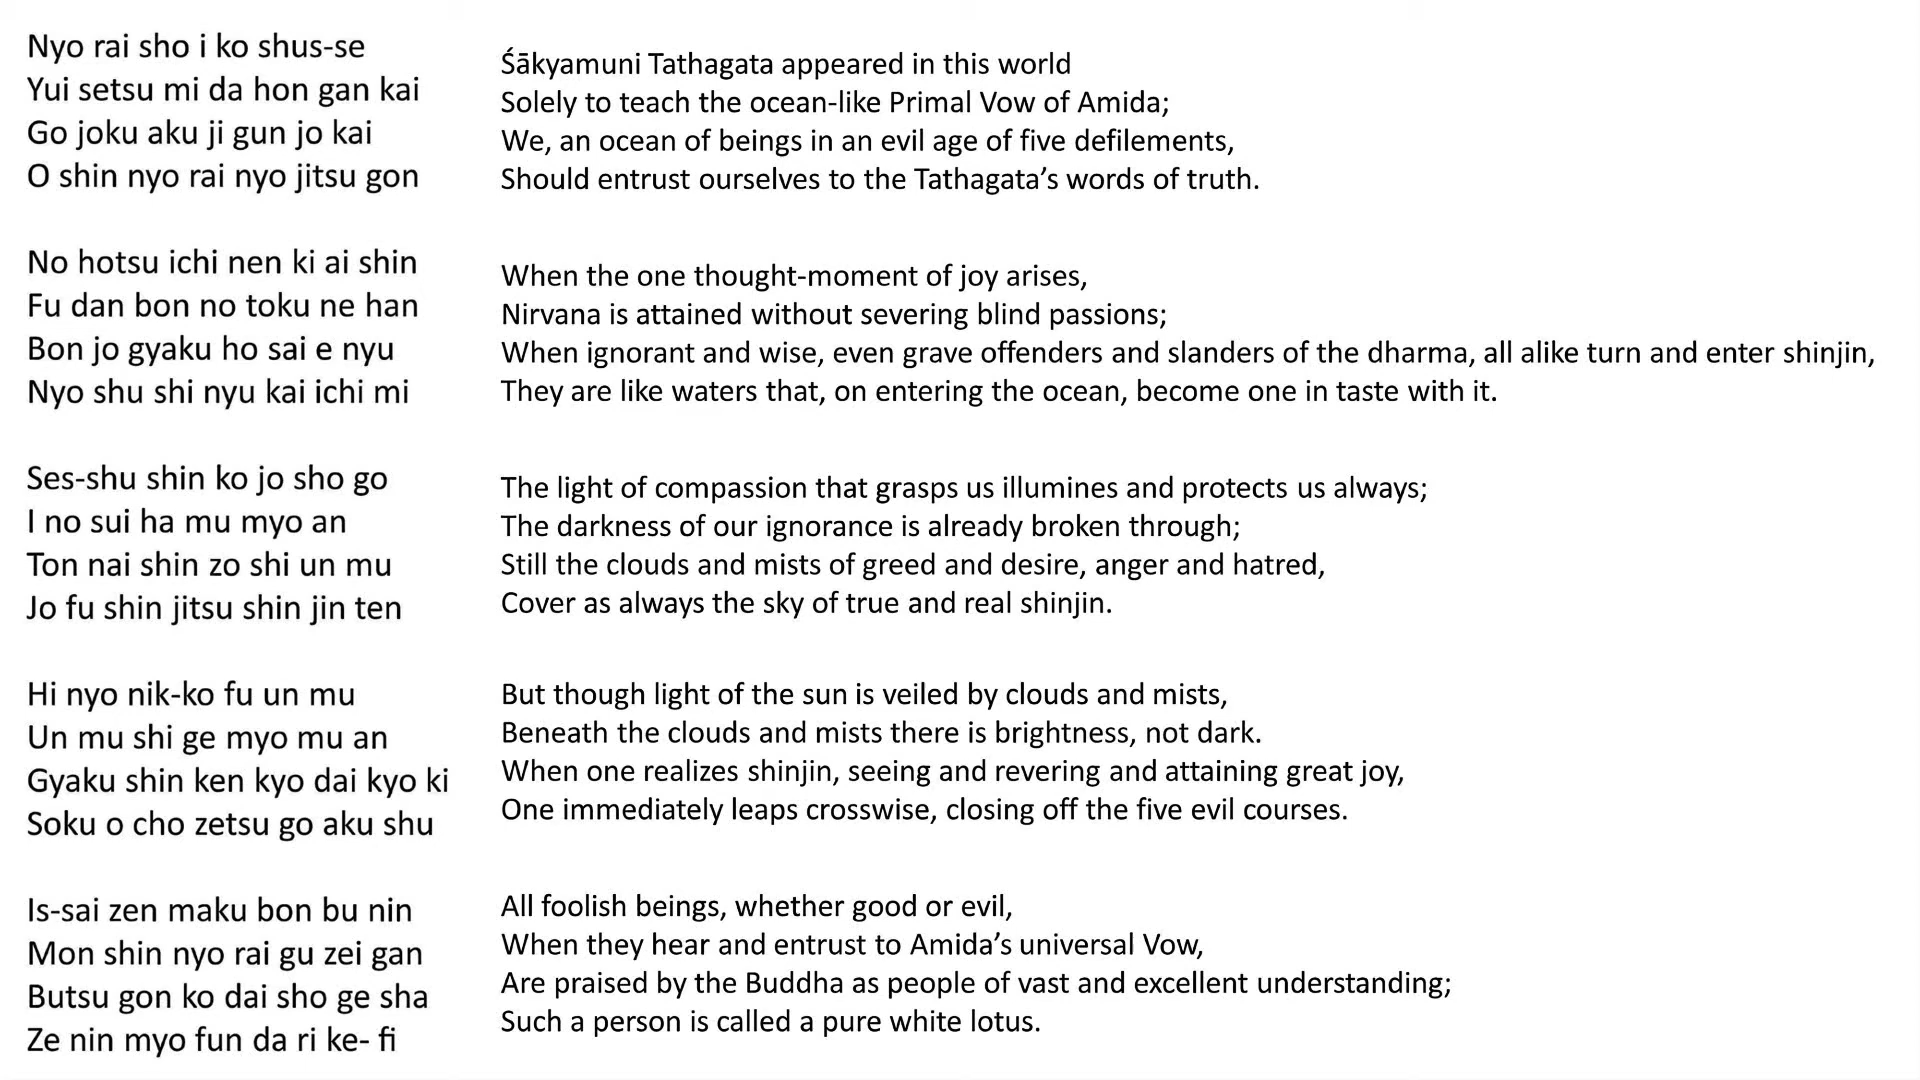 Nyo rai sho i ko shus-se
Yui setsu mi da hon gan kai
Go joku aku ji gun jo kai
O shin nyo rai nyo jitsu gon
Śākyamuni Tathagata appeared in this world
Solely to teach the ocean-like Primal Vow of Amida;
We, an ocean of beings in an evil age of five defilements,
Should entrust ourselves to the Tathagata’s words of truth.
No hotsu ichi nen ki ai shin
Fu dan bon no toku ne han
Bon jo gyaku ho sai e nyu
Nyo shu shi nyu kai ichi mi
When the one thought-moment of joy arises,
Nirvana is attained without severing blind passions;
When ignorant and wise, even grave offenders and slanders of the dharma, all alike turn and enter shinjin,
They are like waters that, on entering the ocean, become one in taste with it.
Ses-shu shin ko jo sho go
I no sui ha mu myo an
Ton nai shin zo shi un mu
Jo fu shin jitsu shin jin ten
The light of compassion that grasps us illumines and protects us always;
The darkness of our ignorance is already broken through;
Still the clouds and mists of greed and desire, anger and hatred,
Cover as always the sky of true and real shinjin.
Hi nyo nik-ko fu un mu
Un mu shi ge myo mu an
Gyaku shin ken kyo dai kyo ki
Soku o cho zetsu go aku shu
But though light of the sun is veiled by clouds and mists,
Beneath the clouds and mists there is brightness, not dark.
When one realizes shinjin, seeing and revering and attaining great joy,
One immediately leaps crosswise, closing off the five evil courses.
Is-sai zen maku bon bu nin
Mon shin nyo rai gu zei gan
Butsu gon ko dai sho ge sha
Ze nin myo fun da ri ke- fi
All foolish beings, whether good or evil,
When they hear and entrust to Amida’s universal Vow,
Are praised by the Buddha as people of vast and excellent understanding;
Such a person is called a pure white lotus.